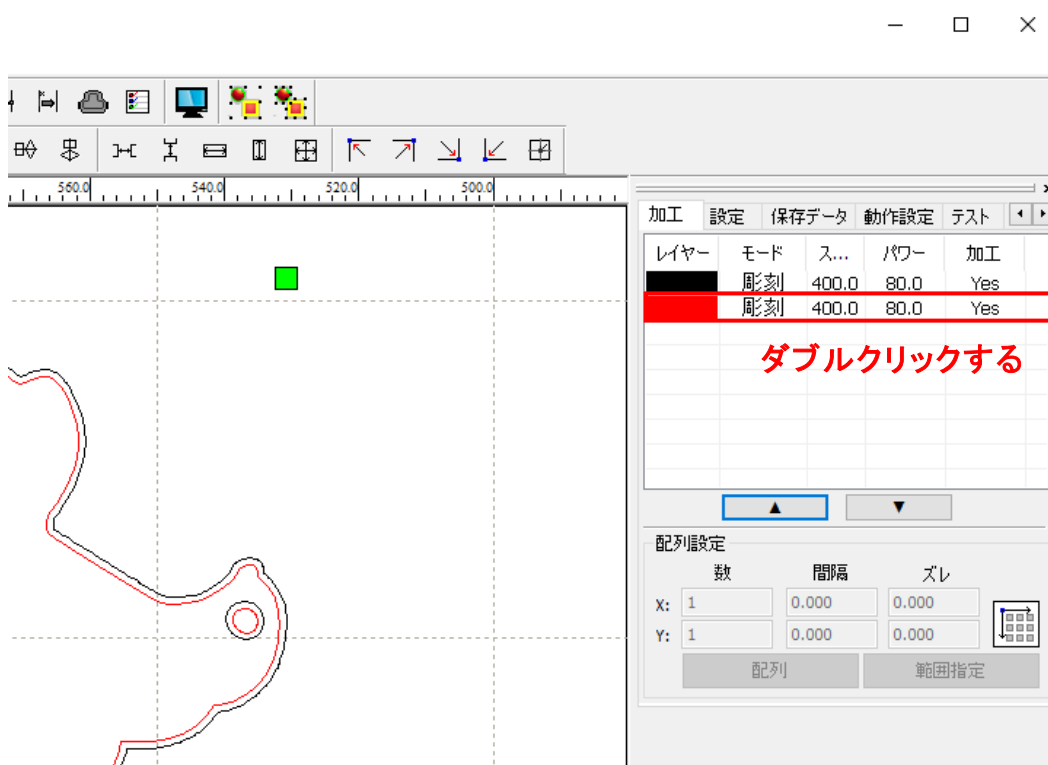 560.0 540.0 520.0 500.0
加工 設定 保存データ 動作設定 テスト
レイヤー モード ス... パワー 加工
彫刻 400.0 80.0 Yes
彫刻 400.0 80.0 Yes
ダブルクリックする
▲ ▼
配列設定
数 間隔 ズレ
X: 1 0.000 0.000
Y: 1 0.000 0.000
配列 範囲指定